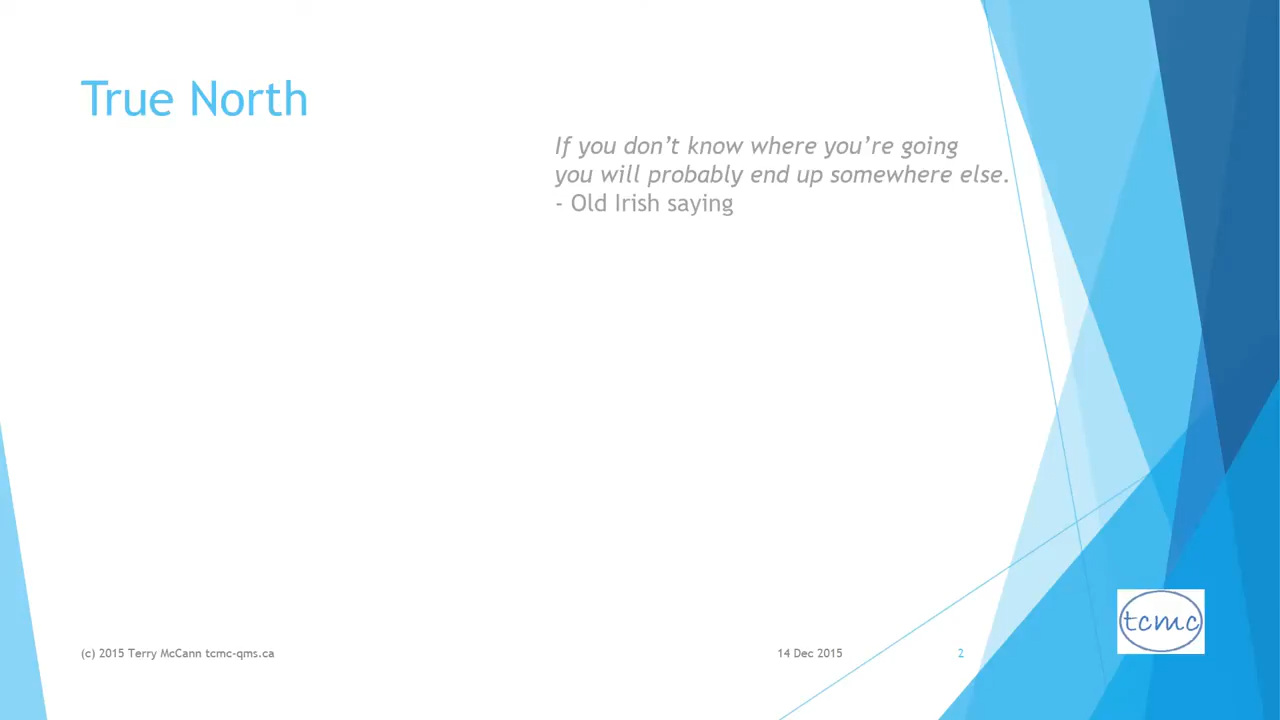 True North
If you don’t know where you’re going
you will probably end up somewhere else.
- Old Irish saying
tcmc
(c) 2015 Terry McCann tcmc-qms.ca
14 Dec 2015
2